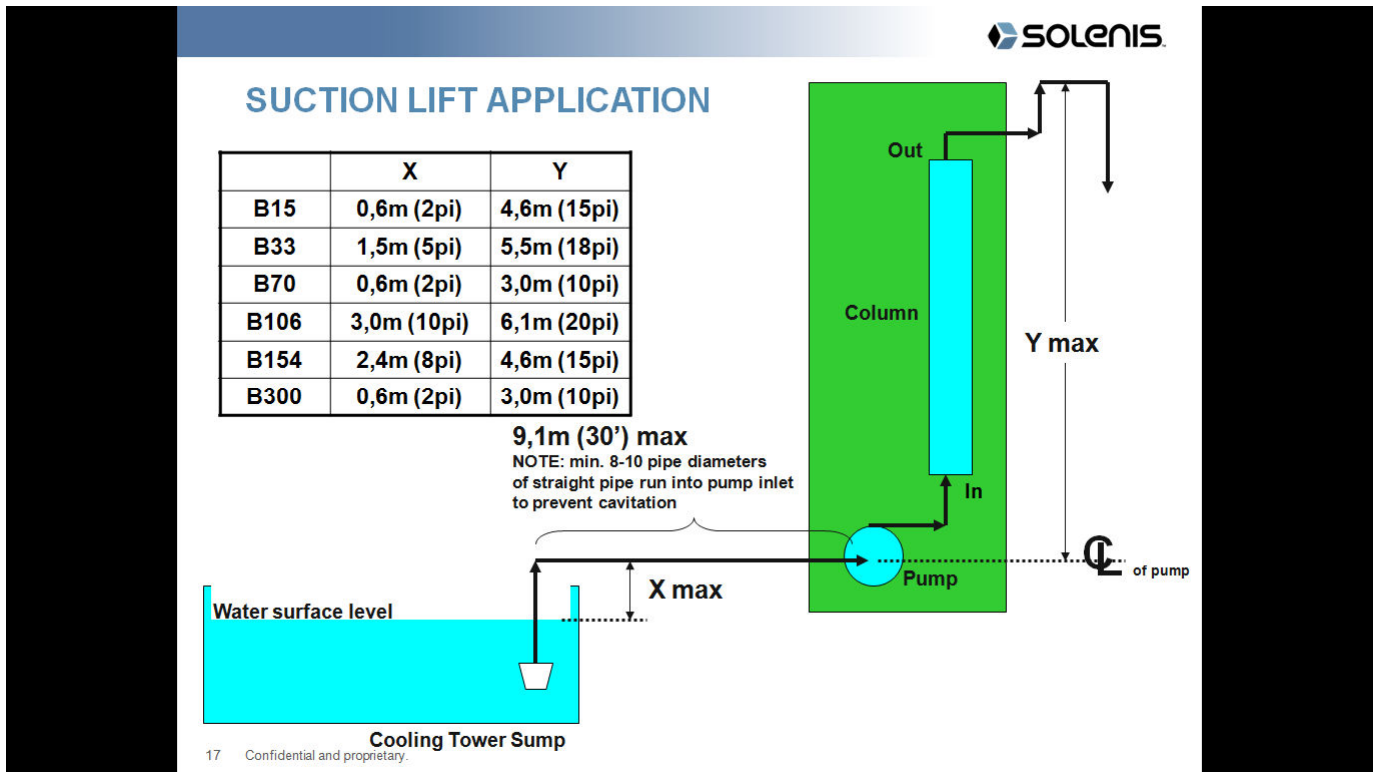 SOLENIS
SUCTION LIFT APPLICATION
X Y
B15 0,6m (2pi) 4,6m (15pi)
B33 1,5m (5pi) 5,5m (18pi)
B70 0,6m (2pi) 3,0m (10pi)
B106 3,0m (10pi) 6,1m (20pi)
B154 2,4m (8pi) 4,6m (15pi)
B300 0,6m (2pi) 3,0m (10pi)
9,1m (30’) max
NOTE: min. 8-10 pipe diameters
of straight pipe run into pump inlet
to prevent cavitation
Out
Column
Y max
In
Pump
CL of pump
X max
Water surface level
Cooling Tower Sump
17 Confidential and proprietary.